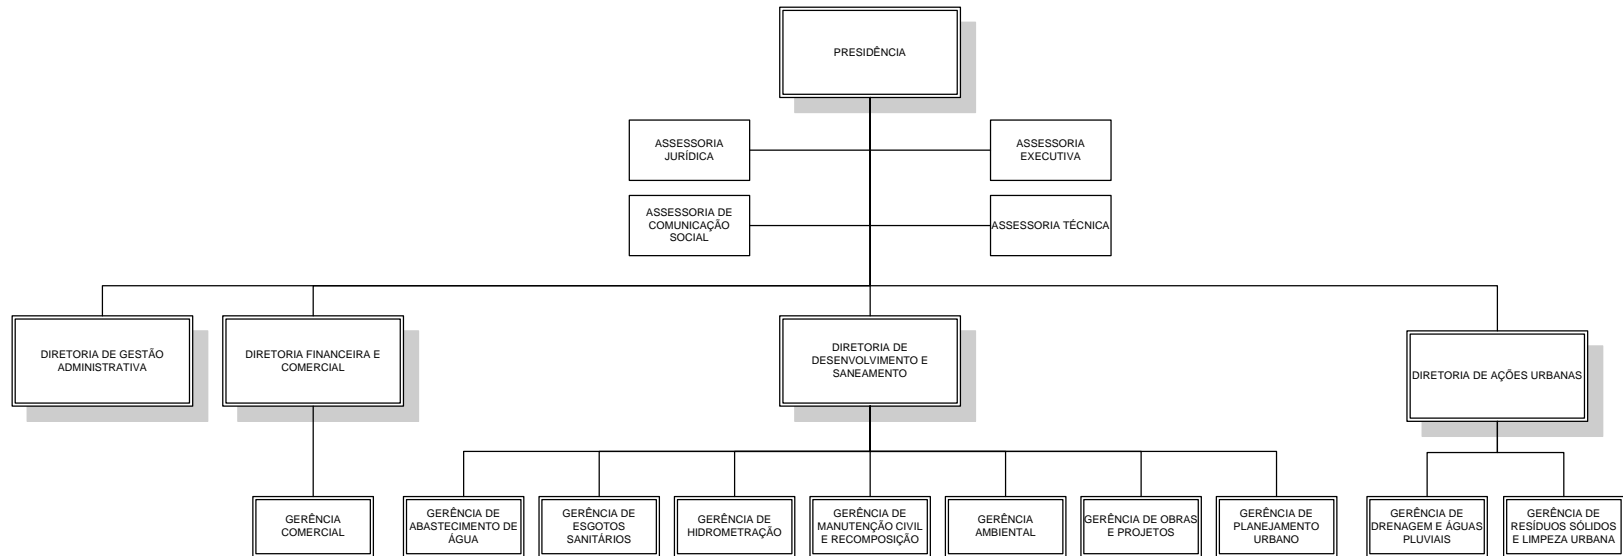 PRESIDÊNCIA
ASSESSORIA
JURÍDICA
ASSESSORIA
EXECUTIVA
ASSESSORIA DE
COMUNICAÇÃO
SOCIAL
ASSESSORIA TÉCNICA
DIRETORIA DE GESTÃO
ADMINISTRATIVA
DIRETORIA FINANCEIRA E
COMERCIAL
DIRETORIA DE
DESENVOLVIMENTO E
SANEAMENTO
DIRETORIA DE AÇÕES URBANAS
GERÊNCIA
COMERCIAL
GERÊNCIA DE
ABASTECIMENTO DE
ÁGUA
GERÊNCIA DE
ESGOTOS
SANITÁRIOS
GERÊNCIA DE
HIDROMETRAÇÃO
GERÊNCIA DE
MANUTENÇÃO CIVIL
E RECOMPOSIÇÃO
GERÊNCIA
AMBIENTAL
GERÊNCIA DE OBRAS
E PROJETOS
GERÊNCIA DE
PLANEJAMENTO
URBANO
GERÊNCIA DE
DRENAGEM E ÁGUAS
PLUVIAIS
GERÊNCIA DE
RESÍDUOS SÓLIDOS
E LIMPEZA URBANA